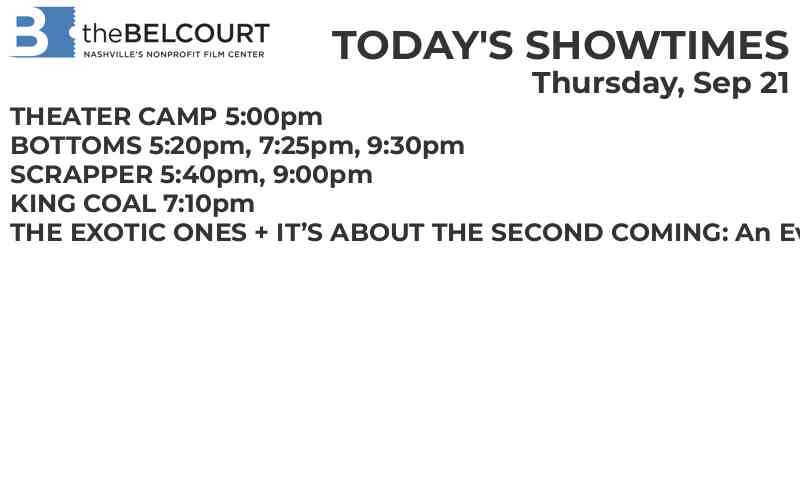 B theBELCOURT
NASHVILLE'S NONPROFIT FILM CENTER
TODAY'S SHOWTIMES
Thursday, Sep 21
THEATER CAMP 5:00pm
BOTTOMS 5:20pm, 7:25pm, 9:30pm
SCRAPPER 5:40pm, 9:00pm
KING COAL 7:10pm
THE EXOTIC ONES + IT’S ABOUT THE SECOND COMING: An